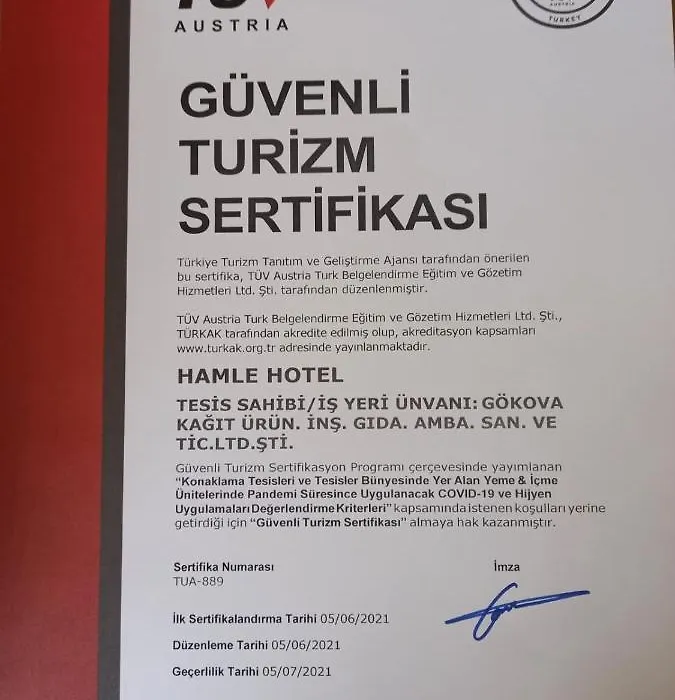 TÜV
AUSTRIA
AUSTRIA
TURKEY
GÜVENLİ
TURİZM
SERTİFİKASI
Türkiye Turizm Tanıtım ve Geliştirme Ajansı tarafından önerilen
bu sertifika, TÜV Austria Turk Belgelendirme Eğitim ve Gözetim
Hizmetleri Ltd. Şti. tarafından düzenlenmiştir.
TÜV Austria Turk Belgelendirme Eğitim ve Gözetim Hizmetleri Ltd. Şti.,
TÜRKAK tarafından akredite edilmiş olup, akreditasyon kapsamları
www.turkak.org.tr adresinde yayınlanmaktadır.
HAMLE HOTEL
TESİS SAHİBİ/İŞ YERİ ÜNVANI: GÖKOVA
KAĞIT ÜRÜN. İNŞ. GIDA. AMBA. SAN. VE
TİC.LTD.ŞTİ.
Güvenli Turizm Sertifikasyon Programı çerçevesinde yayımlanan
"Konaklama Tesisleri ve Tesisler Bünyesinde Yer Alan Yeme & İçme
Ünitelerinde Pandemi Süresince Uygulanacak COVID-19 ve Hijyen
Uygulamaları Değerlendirme Kriterleri" kapsamında istenen koşulları yerine
getirdiği için "Güvenli Turizm Sertifikası" almaya hak kazanmıştır.
Sertifika Numarası
TUA-889
İmza
İlk Sertifikalandırma Tarihi 05/06/2021
Düzenleme Tarihi 05/06/2021
Geçerlilik Tarihi 05/07/2021